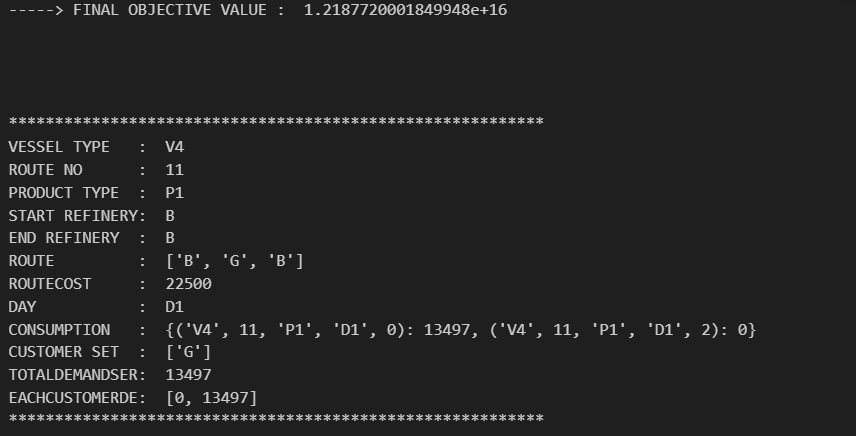 -----> FINAL OBJECTIVE VALUE :  1.2187720001849948e+16
**********************************************************
VESSEL TYPE   :  V4
ROUTE NO      :  11
PRODUCT TYPE  :  P1
START REFINERY:  B
END REFINERY  :  B
ROUTE         :  ['B', 'G', 'B']
ROUTECOST     :  22500
DAY           :  D1
CONSUMPTION   :  {('V4', 11, 'P1', 'D1', 0): 13497, ('V4', 11, 'P1', 'D1', 2): 0}
CUSTOMER SET  :  ['G']
TOTALDEMANDSER:  13497
EACHCUSTOMERDE:  [0, 13497]
**********************************************************